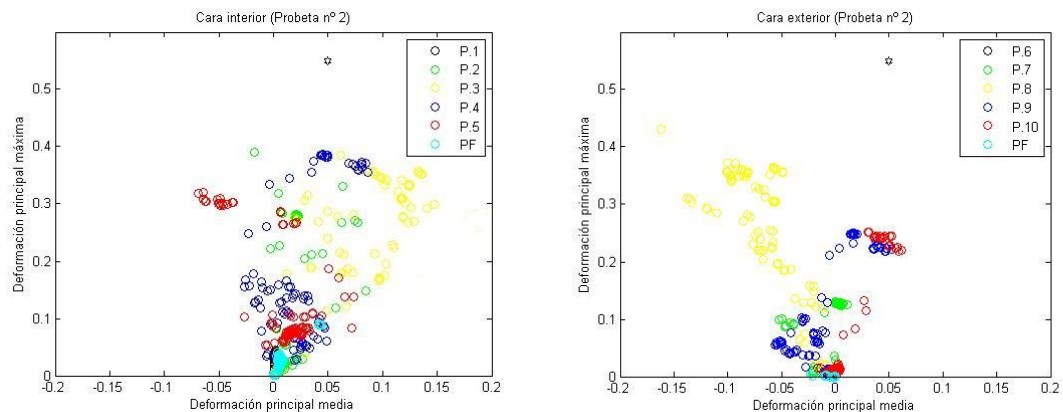 Cara interior (Probeta nº 2)
Deformación principal máxima
0.5
0.4
0.3
0.2
0.1
0
-0.2
-0.15
-0.1
-0.05
0
0.05
0.1
0.15
0.2
Deformación principal media
P.1
P.2
P.3
P.4
P.5
PF
Cara exterior (Probeta nº 2)
Deformación principal máxima
0.5
0.4
0.3
0.2
0.1
0
-0.2
-0.15
-0.1
-0.05
0
0.05
0.1
0.15
0.2
Deformación principal media
P.6
P.7
P.8
P.9
P.10
PF